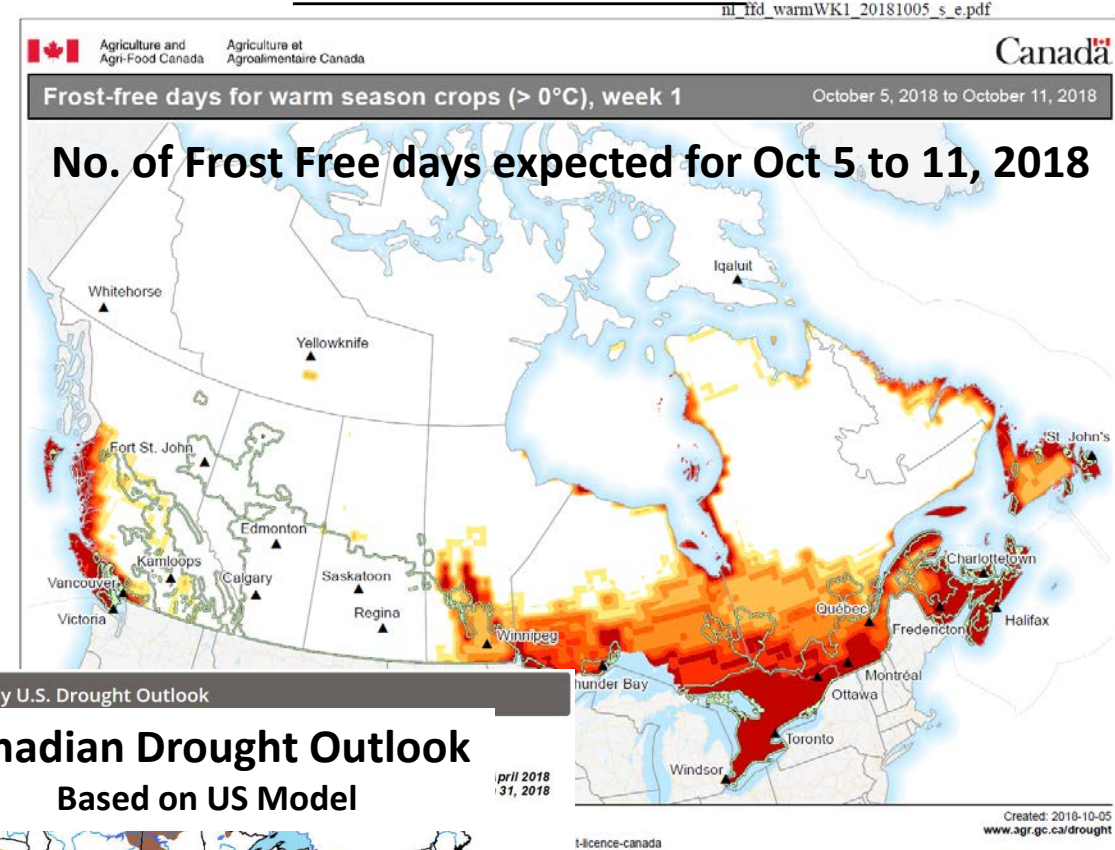 nl_ffd_warmWK1_20181005_s_e.pdf
Agriculture and Agriculture et
Agri-Food Canada Agroalimentaire Canada
Canada
Frost-free days for warm season crops (> 0°C), week 1
October 5, 2018 to October 11, 2018
No. of Frost Free days expected for Oct 5 to 11, 2018
Iqaluit
Whitehorse
Yellowknife
Fort St. John
St. John's
Edmonton
Kamloops
Calgary
Saskatoon
Charlottetown
Vancouver
Victoria
Regina
Winnipeg
Québec
Fredericton
Halifax
hunder Bay
Montréal
Ottawa
Toronto
Windsor
y U.S. Drought Outlook
nadian Drought Outlook
Based on US Model
pril 2018
31, 2018
Created: 2018-10-05
www.agr.gc.ca/drought
t-licence-canada